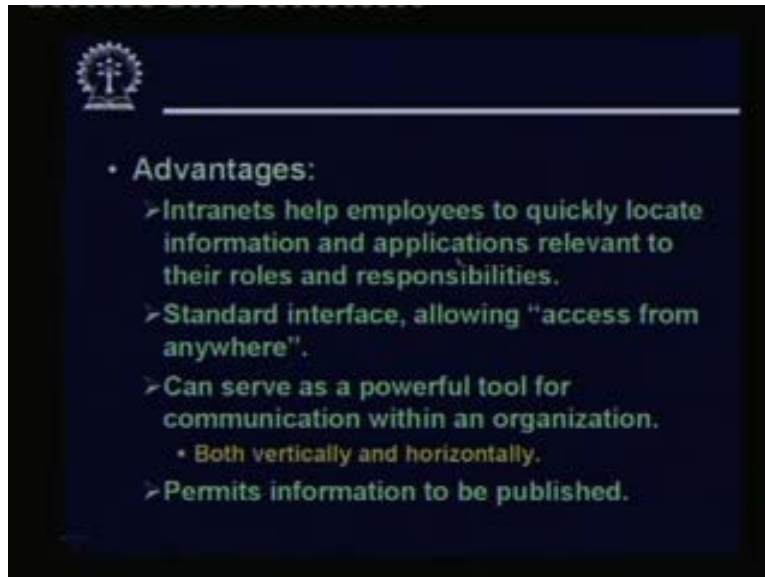 • Advantages:
➢Intranets help employees to quickly locate
information and applications relevant to
their roles and responsibilities.
➢Standard interface, allowing “access from
anywhere”.
➢Can serve as a powerful tool for
communication within an organization.
• Both vertically and horizontally.
➢Permits information to be published.